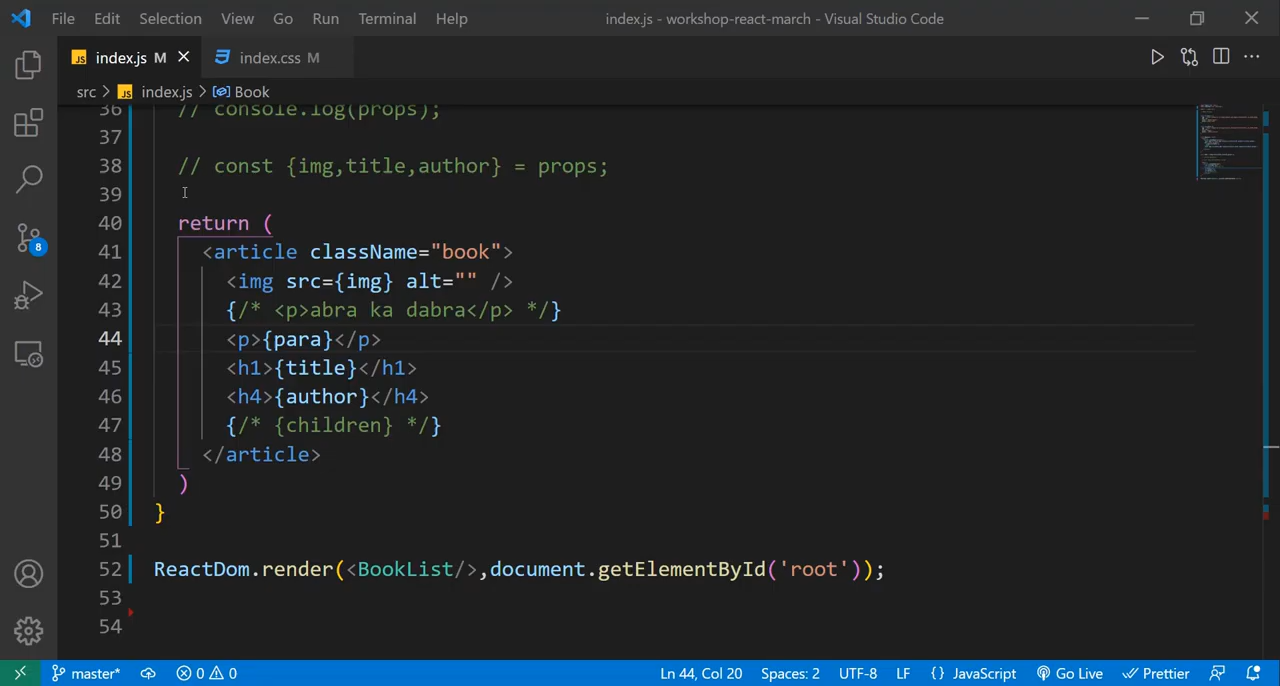 File Edit Selection View Go Run Terminal Help index.js - workshop-react-march - Visual Studio Code
JS index.js M index.css M
src > JS index.js > Book
36 // console.log(props);
37
38 // const {img,title,author} = props;
39
40 return (
41 <article className="book">
42 <img src={img} alt="" />
43 {/* <p>abra ka dabra</p> */}
44 <p>{para}</p>
45 <h1>{title}</h1>
46 <h4>{author}</h4>
47 {/* {children} */}
48 </article>
49 )
50 }
51
52 ReactDom.render(<BookList/>,document.getElementById('root'));
53
54
8
master* 0 0 Ln 44, Col 20 Spaces: 2 UTF-8 LF {} JavaScript Go Live Prettier